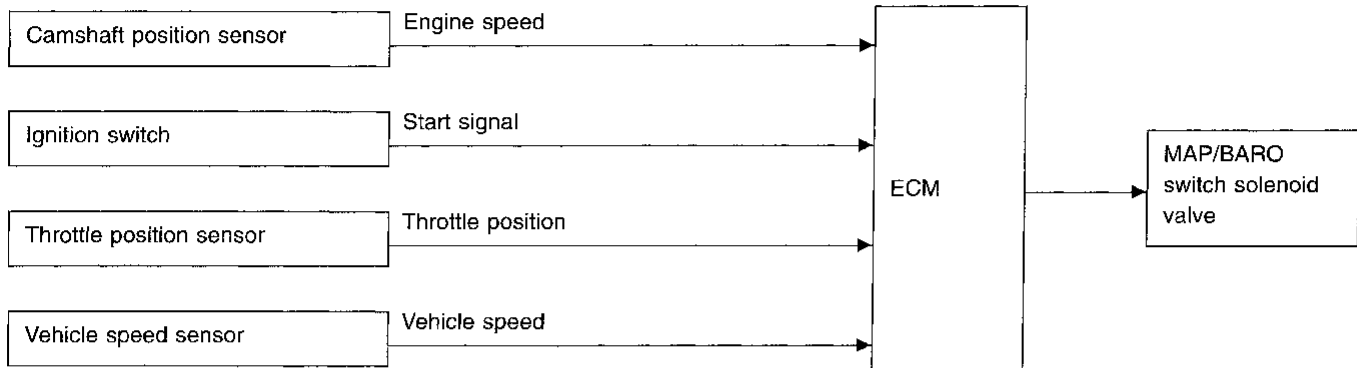 Camshaft position sensor
Engine speed
Ignition switch
Start signal
Throttle position sensor
Throttle position
Vehicle speed sensor
Vehicle speed
ECM
MAP/BARO
switch solenoid
valve